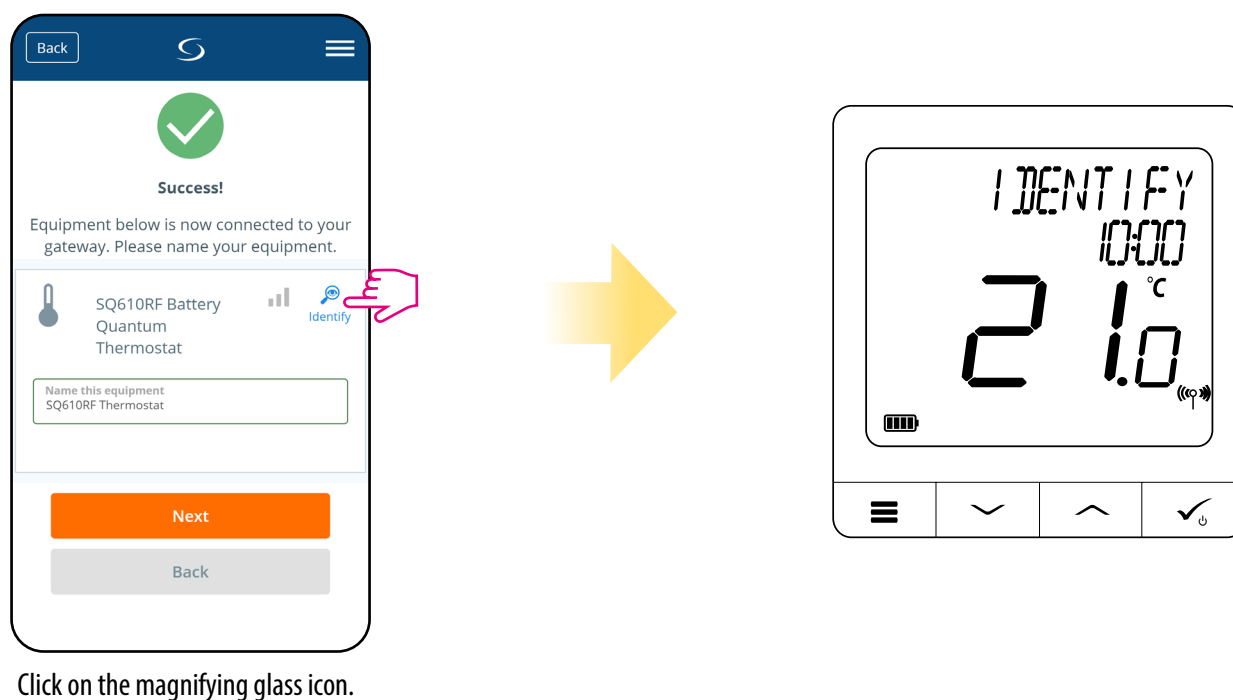 Back
Success!
Equipment below is now connected to your
gateway. Please name your equipment.
SQ610RF Battery
Quantum
Thermostat
Identify
Name this equipment
SQ610RF Thermostat
Next
Back
Click on the magnifying glass icon.
IDENTIFY
10:00
°C
21.0